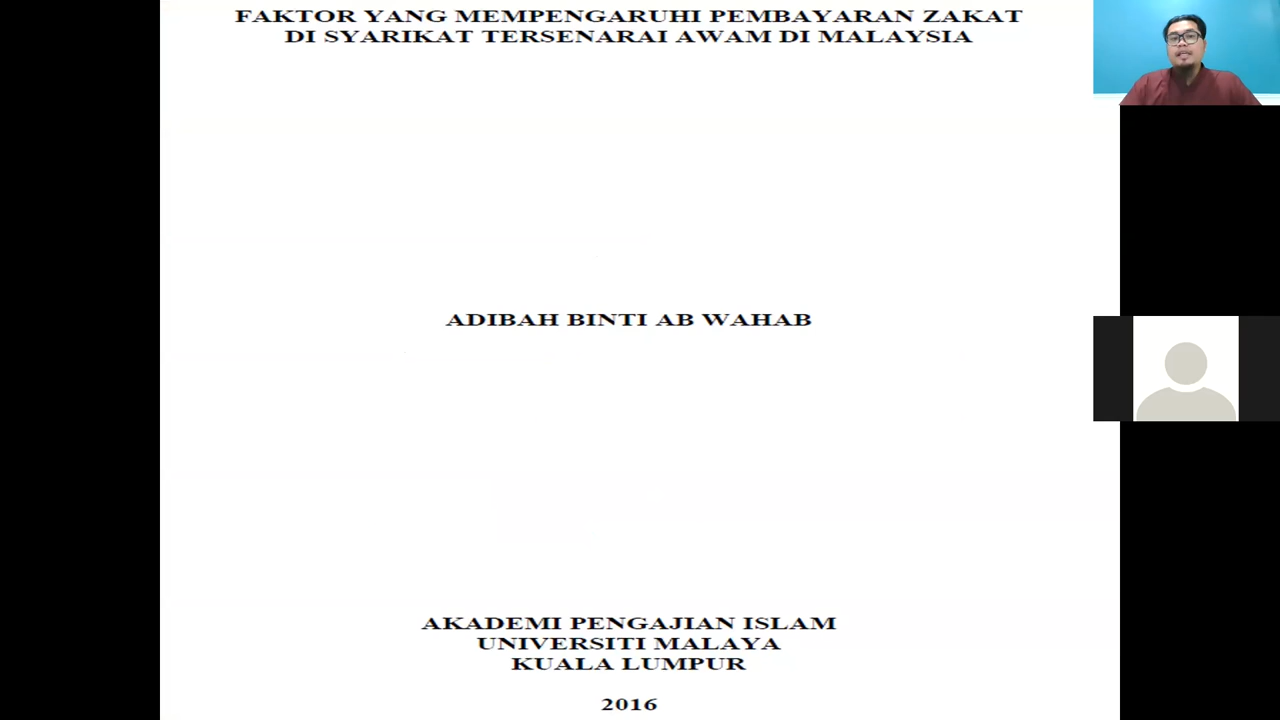 FAKTOR YANG MEMPENGARUHI PEMBAYARAN ZAKAT
DI SYARIKAT TERSENARAI AWAM DI MALAYSIA
ADIBAH BINTI AB WAHAB
AKADEMI PENGAJIAN ISLAM
UNIVERSITI MALAYA
KUALA LUMPUR
2016